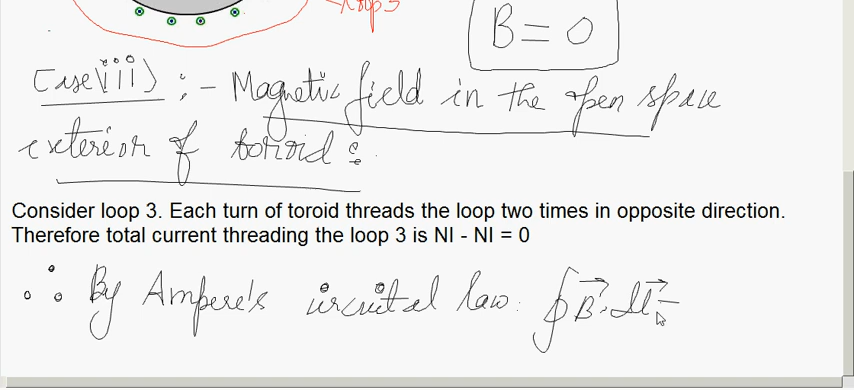 loop 3
B = 0
Case (iii) :- Magnetic field in the open space
exterior of toroid :
Consider loop 3. Each turn of toroid threads the loop two times in opposite direction.
Therefore total current threading the loop 3 is NI - NI = 0
∴ By Ampere's circuital law. ∮B⃗.dl⃗ =